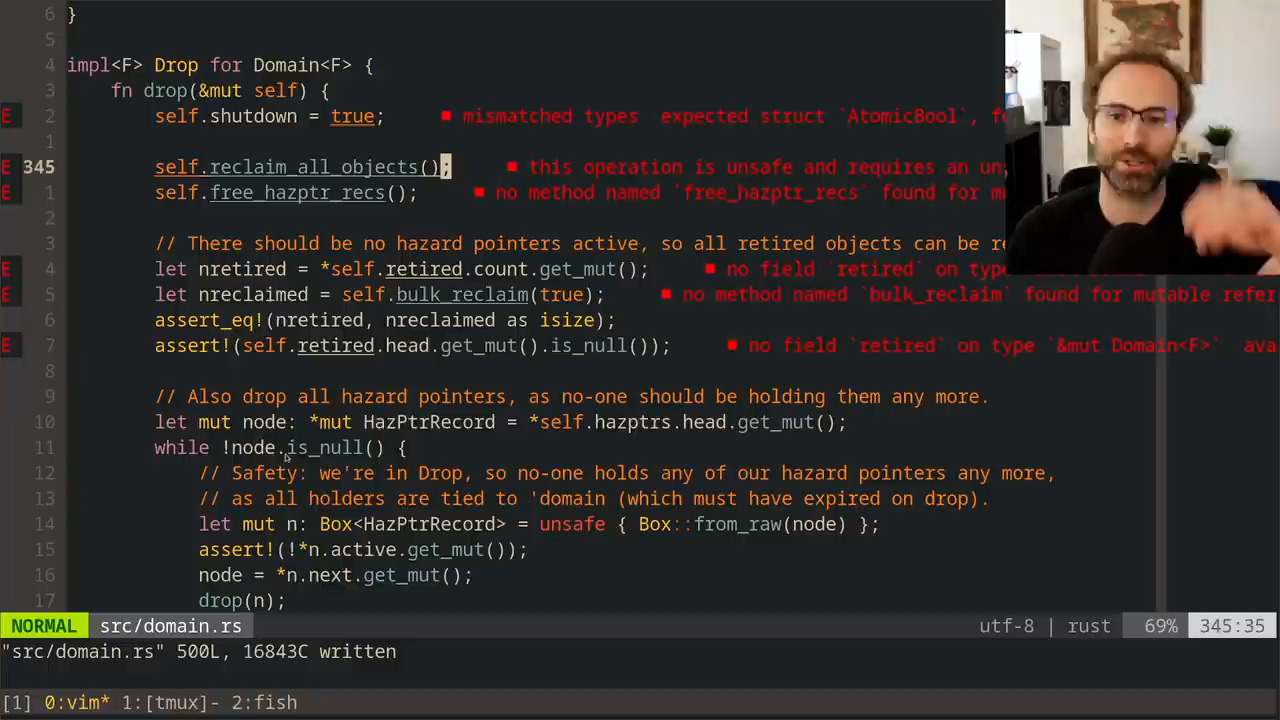 6 }
5
4 impl<F> Drop for Domain<F> {
3     fn drop(&mut self) {
E 2         self.shutdown = true;     ■ mismatched types  expected struct `AtomicBool`,
1
E 345         self.reclaim_all_objects();     ■ this operation is unsafe and requires an
E 1         self.free_hazptr_recs();     ■ no method named `free_hazptr_recs` found for
2
3         // There should be no hazard pointers active, so all retired objects can be
E 4         let nretired = *self.retired.count.get_mut();     ■ no field `retired` on type
E 5         let nreclaimed = self.bulk_reclaim(true);     ■ no method named `bulk_reclaim` found for mutable refer
6         assert_eq!(nretired, nreclaimed as isize);
E 7         assert!(self.retired.head.get_mut().is_null());     ■ no field `retired` on type `&mut Domain<F>`  ava
8
9         // Also drop all hazard pointers, as no-one should be holding them any more.
10         let mut node: *mut HazPtrRecord = *self.hazptrs.head.get_mut();
11         while !node.is_null() {
12             // Safety: we're in Drop, so no-one holds any of our hazard pointers any more,
13             // as all holders are tied to 'domain (which must have expired on drop).
14             let mut n: Box<HazPtrRecord> = unsafe { Box::from_raw(node) };
15             assert!(!*n.active.get_mut());
16             node = *n.next.get_mut();
17             drop(n);
NORMAL src/domain.rs utf-8 | rust 69% 345:35
"src/domain.rs" 500L, 16843C written
[1] 0:vim* 1:[tmux]- 2:fish